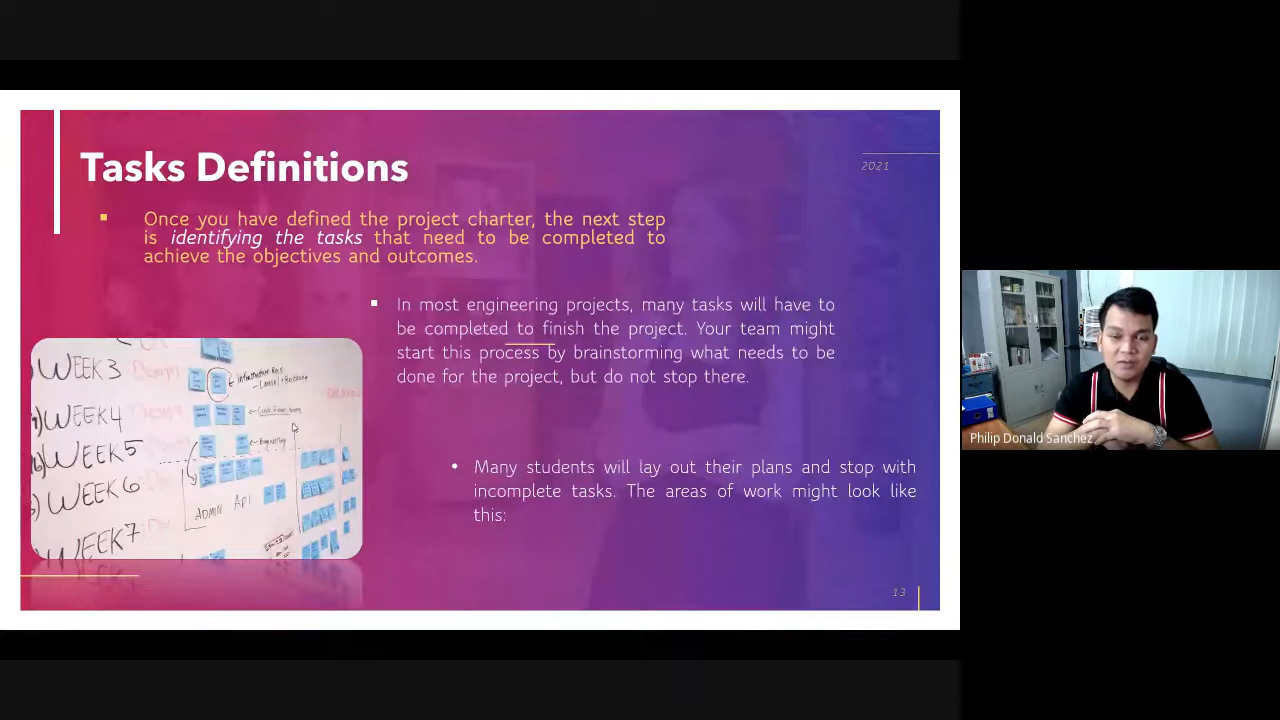 Tasks Definitions
2021
Once you have defined the project charter, the next step
is identifying the tasks that need to be completed to
achieve the objectives and outcomes.
In most engineering projects, many tasks will have to
be completed to finish the project. Your team might
start this process by brainstorming what needs to be
done for the project, but do not stop there.
WEEK 3
WEEK 4
WEEK 5
WEEK 6
ADMIN API
WEEK 7
Many students will lay out their plans and stop with
incomplete tasks. The areas of work might look like
this:
13
Philip Donald Sanchez